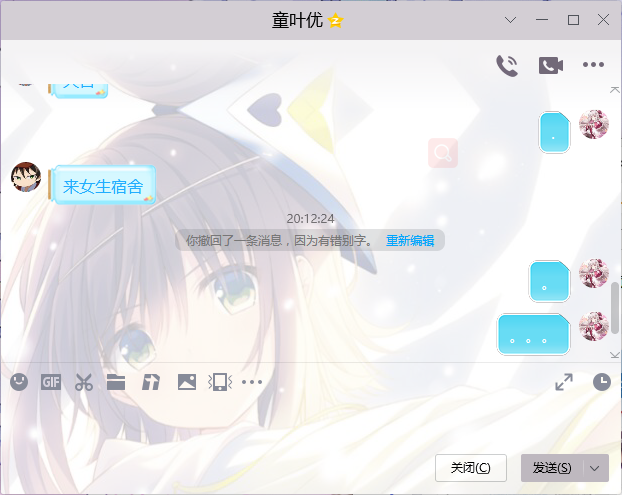 童叶优
.
来女生宿舍
20:12:24
你撤回了一条消息，因为有错别字。 重新编辑
。
。。。
GIF
关闭(C) 发送(S)